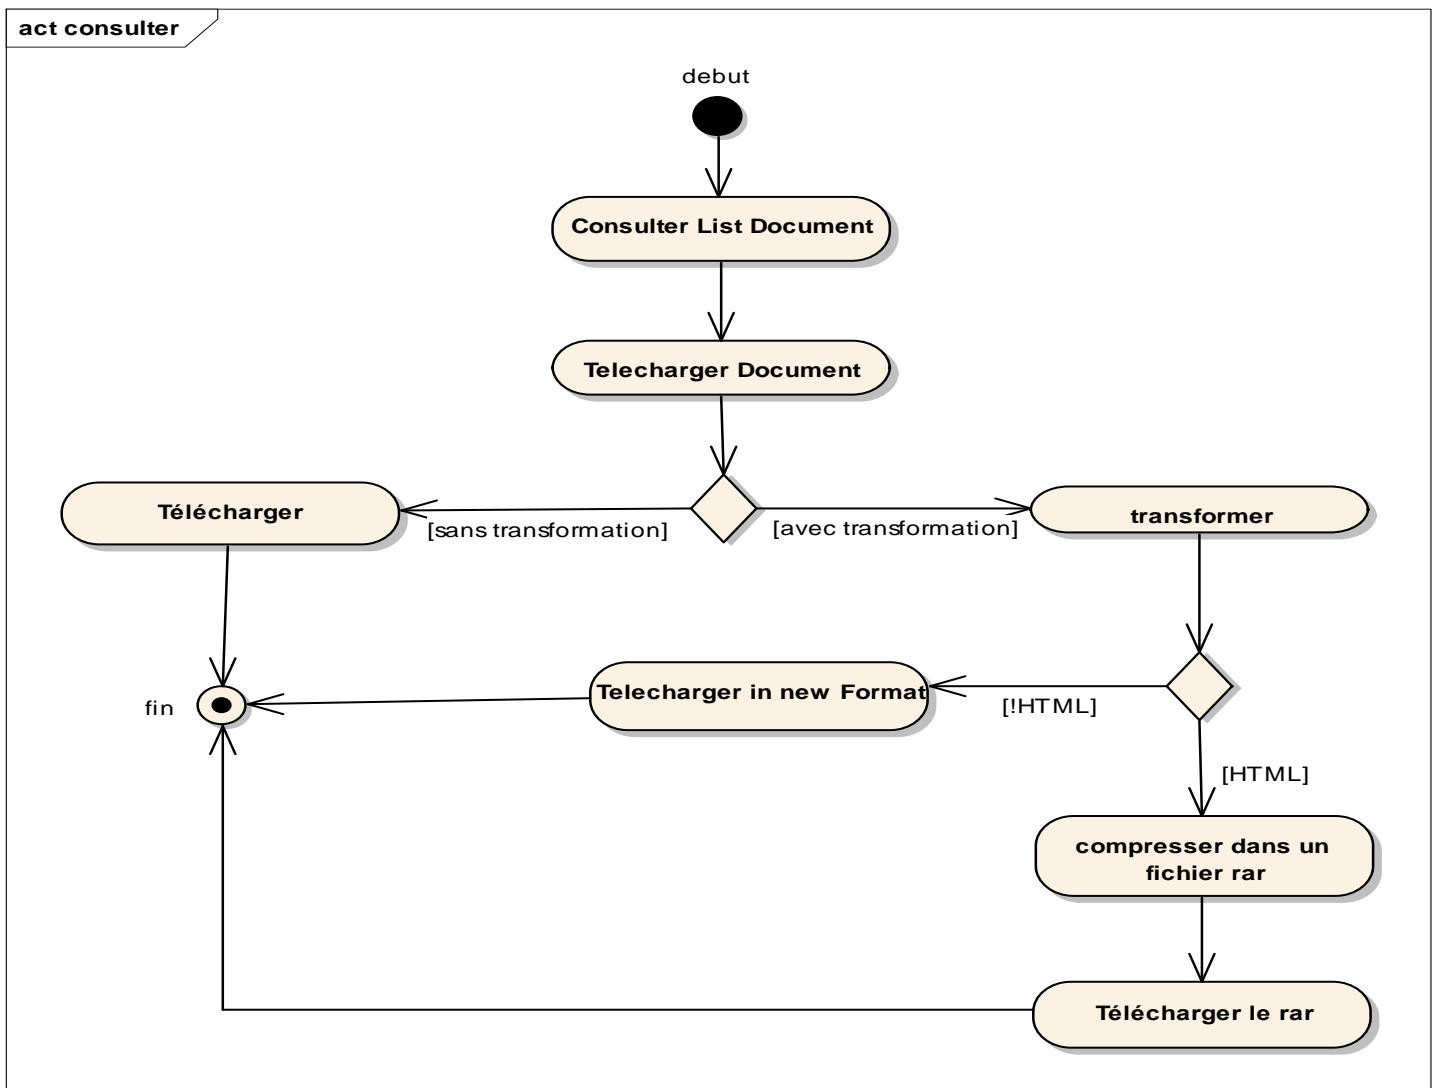 act consulter
debut
Consulter List Document
Telecharger Document
Télécharger
[sans transformation]
[avec transformation]
transformer
Telecharger in new Format
[!HTML]
fin
[HTML]
compresser dans un
fichier rar
Télécharger le rar